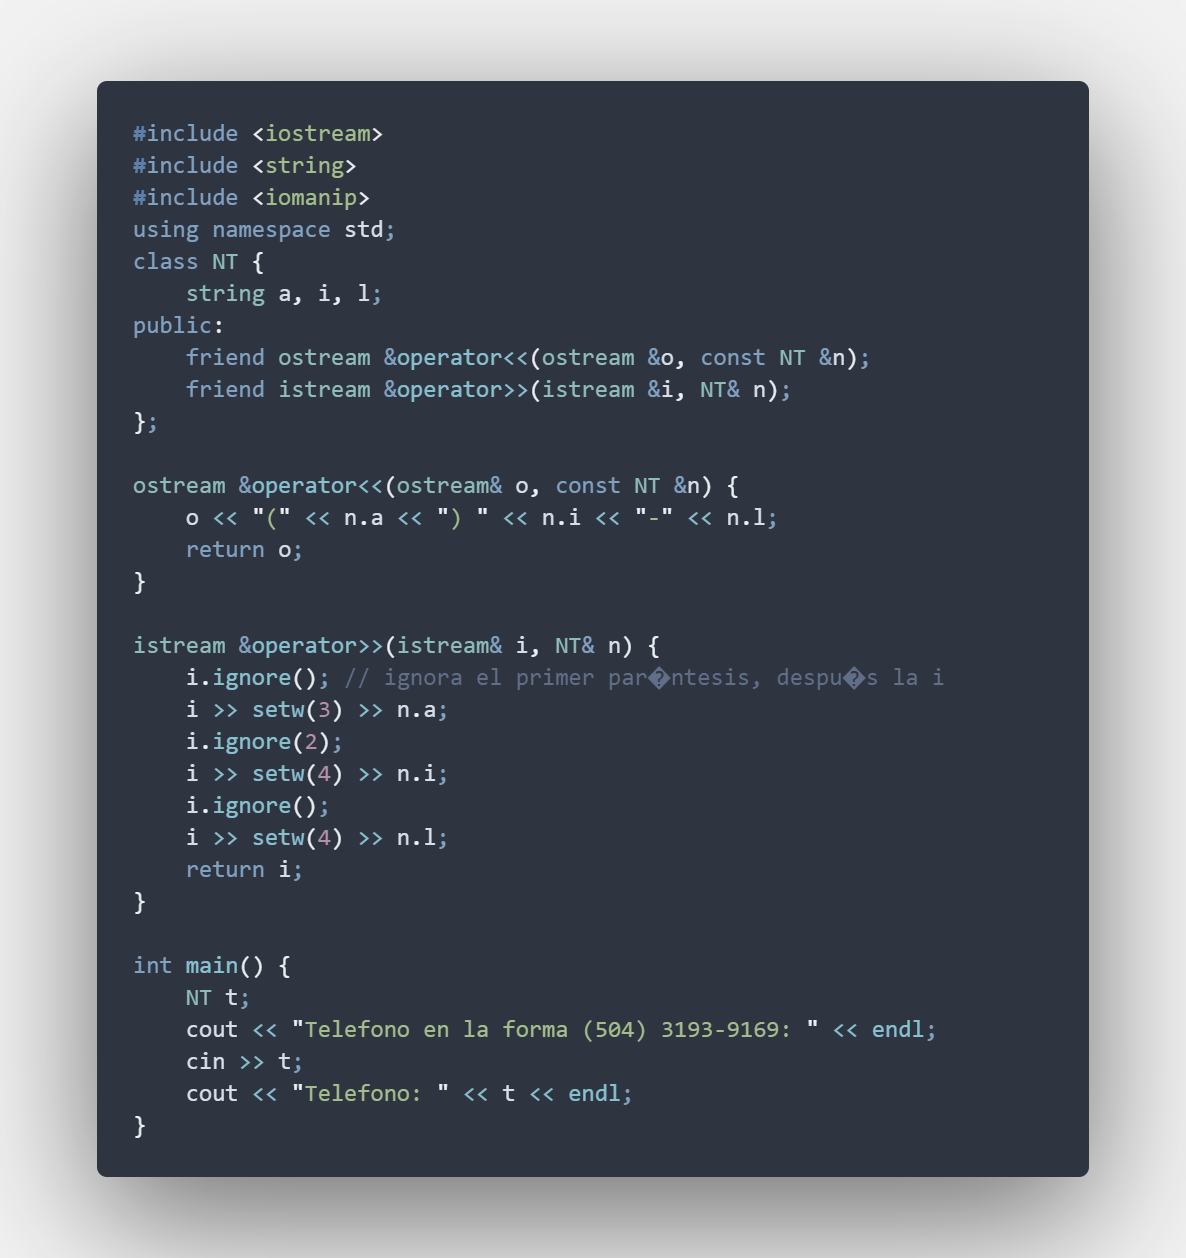 #include <iostream>
#include <string>
#include <iomanip>
using namespace std;
class NT {
    string a, i, l;
public:
    friend ostream &operator<<(ostream &o, const NT &n);
    friend istream &operator>>(istream &i, NT& n);
};

ostream &operator<<(ostream& o, const NT &n) {
    o << "(" << n.a << ") " << n.i << "-" << n.l;
    return o;
}

istream &operator>>(istream& i, NT& n) {
    i.ignore(); // ignora el primer par�ntesis, despu�s la i
    i >> setw(3) >> n.a;
    i.ignore(2);
    i >> setw(4) >> n.i;
    i.ignore();
    i >> setw(4) >> n.l;
    return i;
}

int main() {
    NT t;
    cout << "Telefono en la forma (504) 3193-9169: " << endl;
    cin >> t;
    cout << "Telefono: " << t << endl;
}